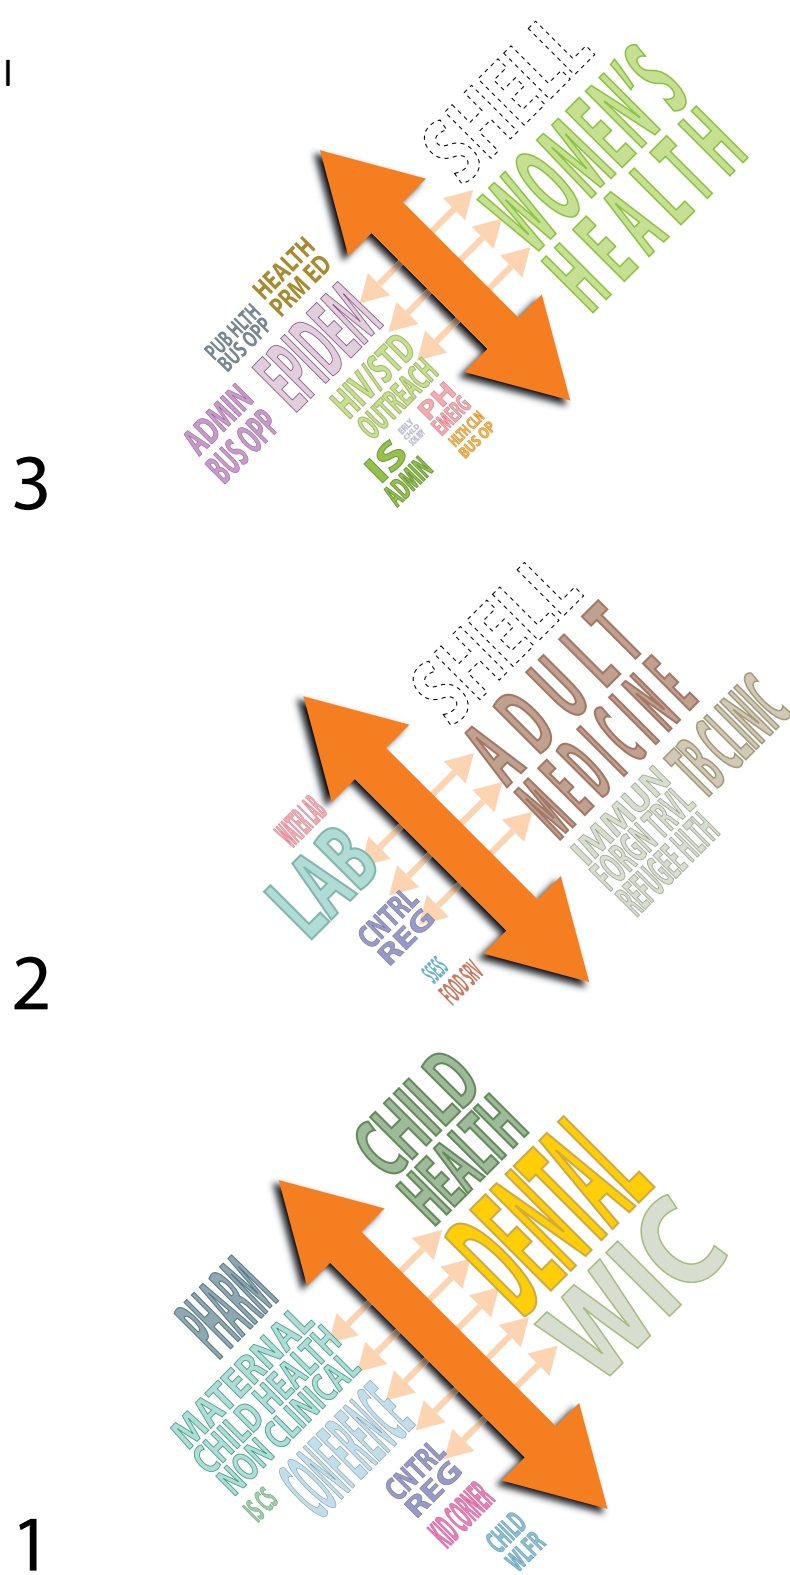 I
SHELL
WOMEN'S
HEALTH
HEALTH
PRM ED
PUB HLTH
BUS OPP
EPIDEM
ADMIN
BUS OPP
HIV/STD
OUTREACH
ERLY
CHLD
PH
EMERG
HLTH CLN
BUS OP
IS
ADMIN
3
SHELL
ADULT
MEDICINE
TB CLINIC
IMMUN
FORGN TRVL
REFUGEE HLTH
WATER LAB
LAB
CNTRL
REG
SSESS
FOOD SRV
2
CHILD
HEALTH
DENTAL
WIC
PHARM
MATERNAL
CHILD HEALTH
NON CLINICAL
IS CS
CONFERENCE
CNTRL
REG
KID CORNER
CHILD
WLFR
1